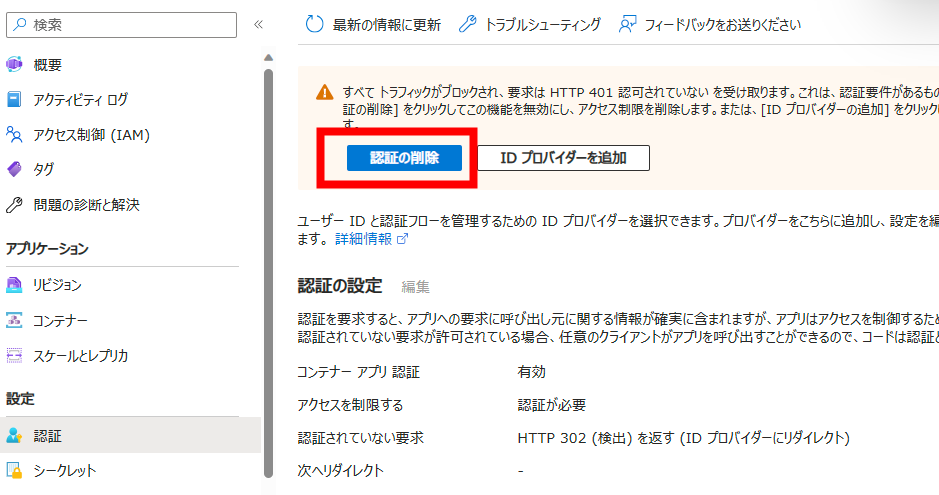 検索
最新の情報に更新
トラブルシューティング
フィードバックをお送りください
概要
アクティビティ ログ
アクセス制御 (IAM)
タグ
問題の診断と解決
アプリケーション
リビジョン
コンテナー
スケールとレプリカ
設定
認証
シークレット
すべて トラフィックがブロックされ、要求は HTTP 401 認可されていない を受け取ります。これは、認証要件があるもの
証の削除] をクリックしてこの機能を無効にし、アクセス制限を削除します。または、[ID プロバイダーの追加] をクリック
す。
認証の削除
ID プロバイダーを追加
ユーザー ID と認証フローを管理するための ID プロバイダーを選択できます。プロバイダーをこちらに追加し、設定を編
ます。 詳細情報
認証の設定 編集
認証を要求すると、アプリへの要求に呼び出し元に関する情報が確実に含まれますが、アプリはアクセスを制御するため
認証されていない要求が許可されている場合、任意のクライアントがアプリを呼び出すことができるので、コードは認証と
コンテナー アプリ 認証 有効
アクセスを制限する 認証が必要
認証されていない要求 HTTP 302 (検出) を返す (ID プロバイダーにリダイレクト)
次へリダイレクト -